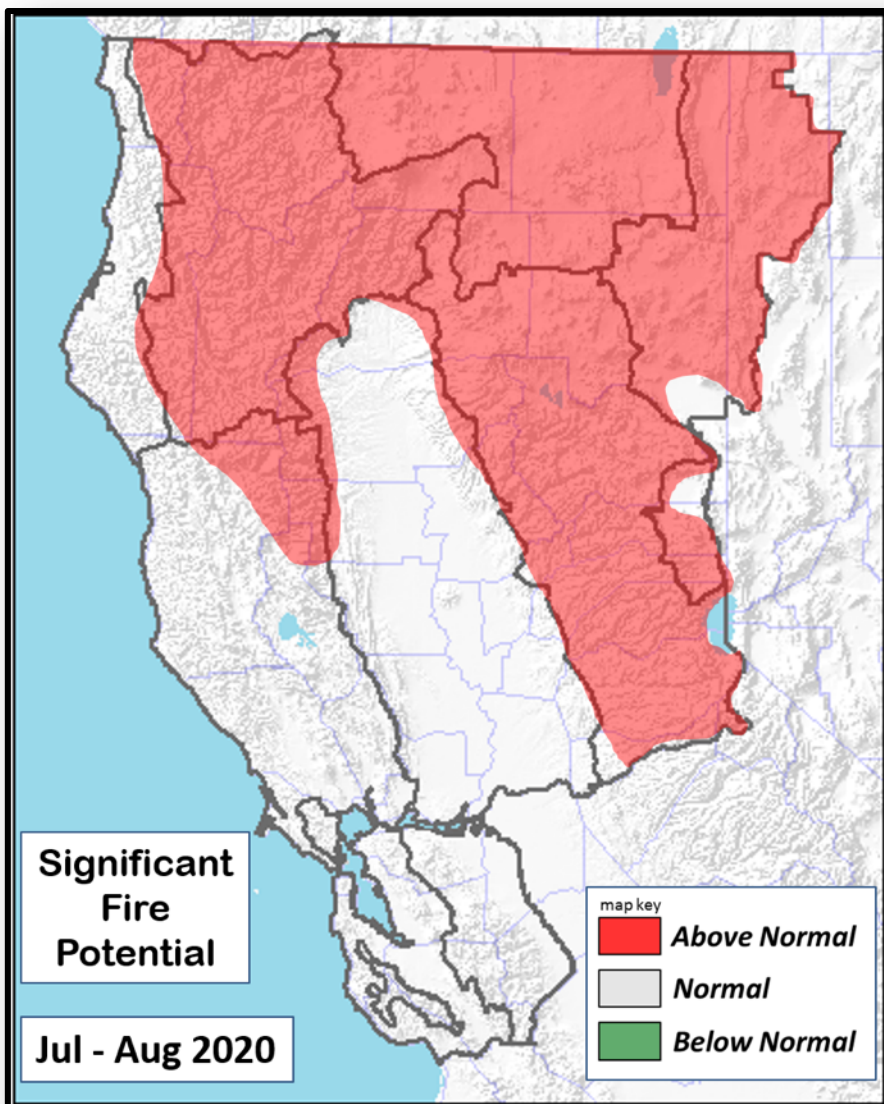 Significant
Fire
Potential
Jul - Aug 2020
map key
Above Normal
Normal
Below Normal